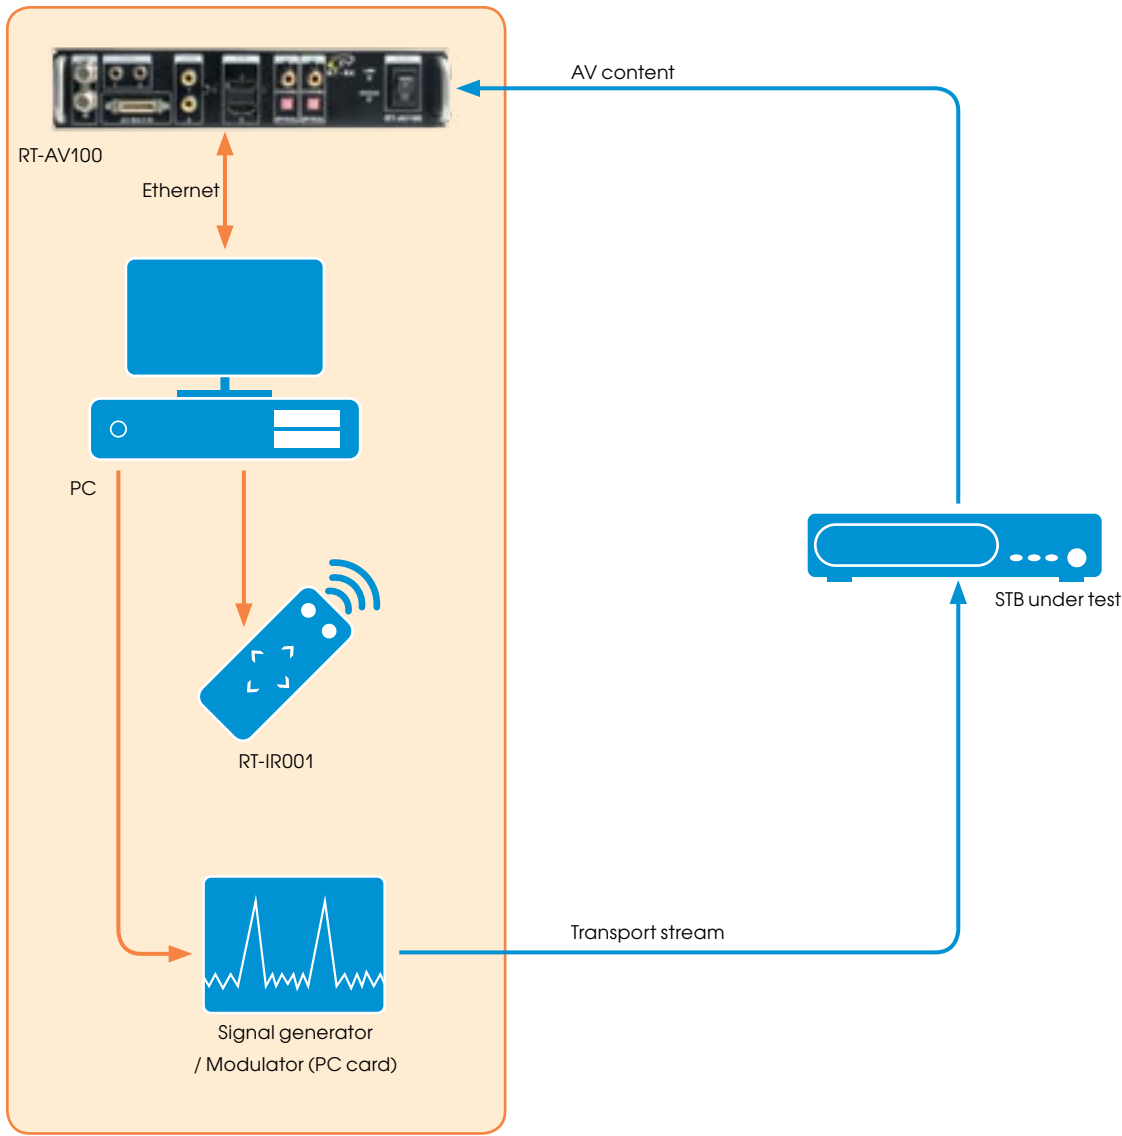 AV content
RT-AV100
Ethernet
PC
STB under test
RT-IR001
Transport stream
Signal generator
/ Modulator (PC card)